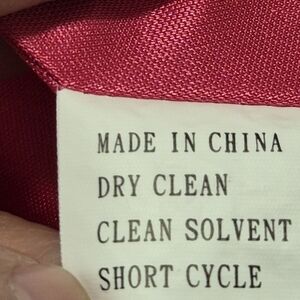 MADE IN CHINA
DRY CLEAN
CLEAN SOLVENT
SHORT CYCLE